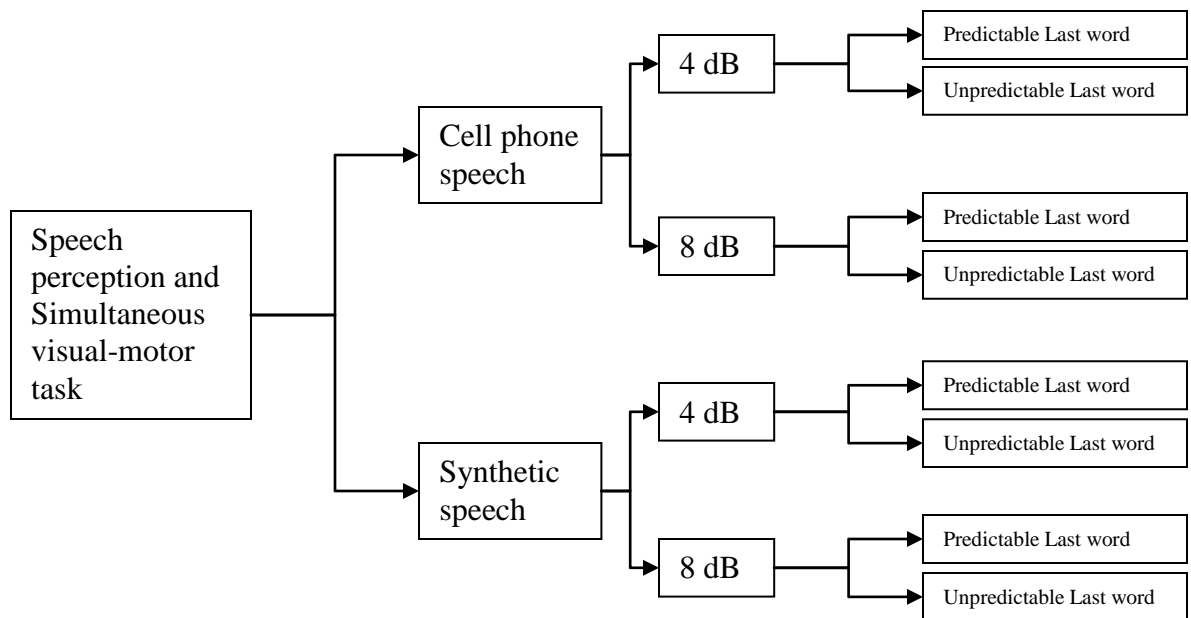 Speech
perception and
Simultaneous
visual-motor
task
Cell phone
speech
4 dB
Predictable Last word
Unpredictable Last word
8 dB
Predictable Last word
Unpredictable Last word
Synthetic
speech
4 dB
Predictable Last word
Unpredictable Last word
8 dB
Predictable Last word
Unpredictable Last word